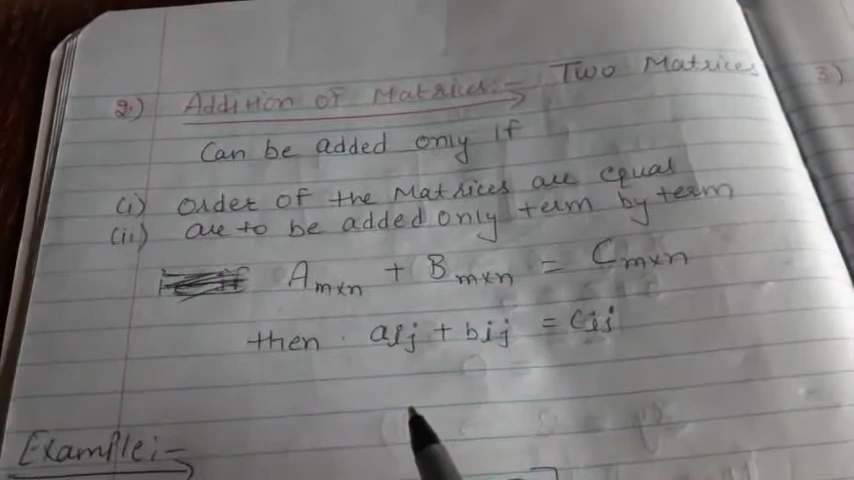 2.) Addition of Matrices:- Two Matrices
Can be added only if
(i) order of the Matrices are equal
(ii) are to be added only term by term
Amxn + Bmxn = Cmxn
then aij + bij = cij
Example:-
3)